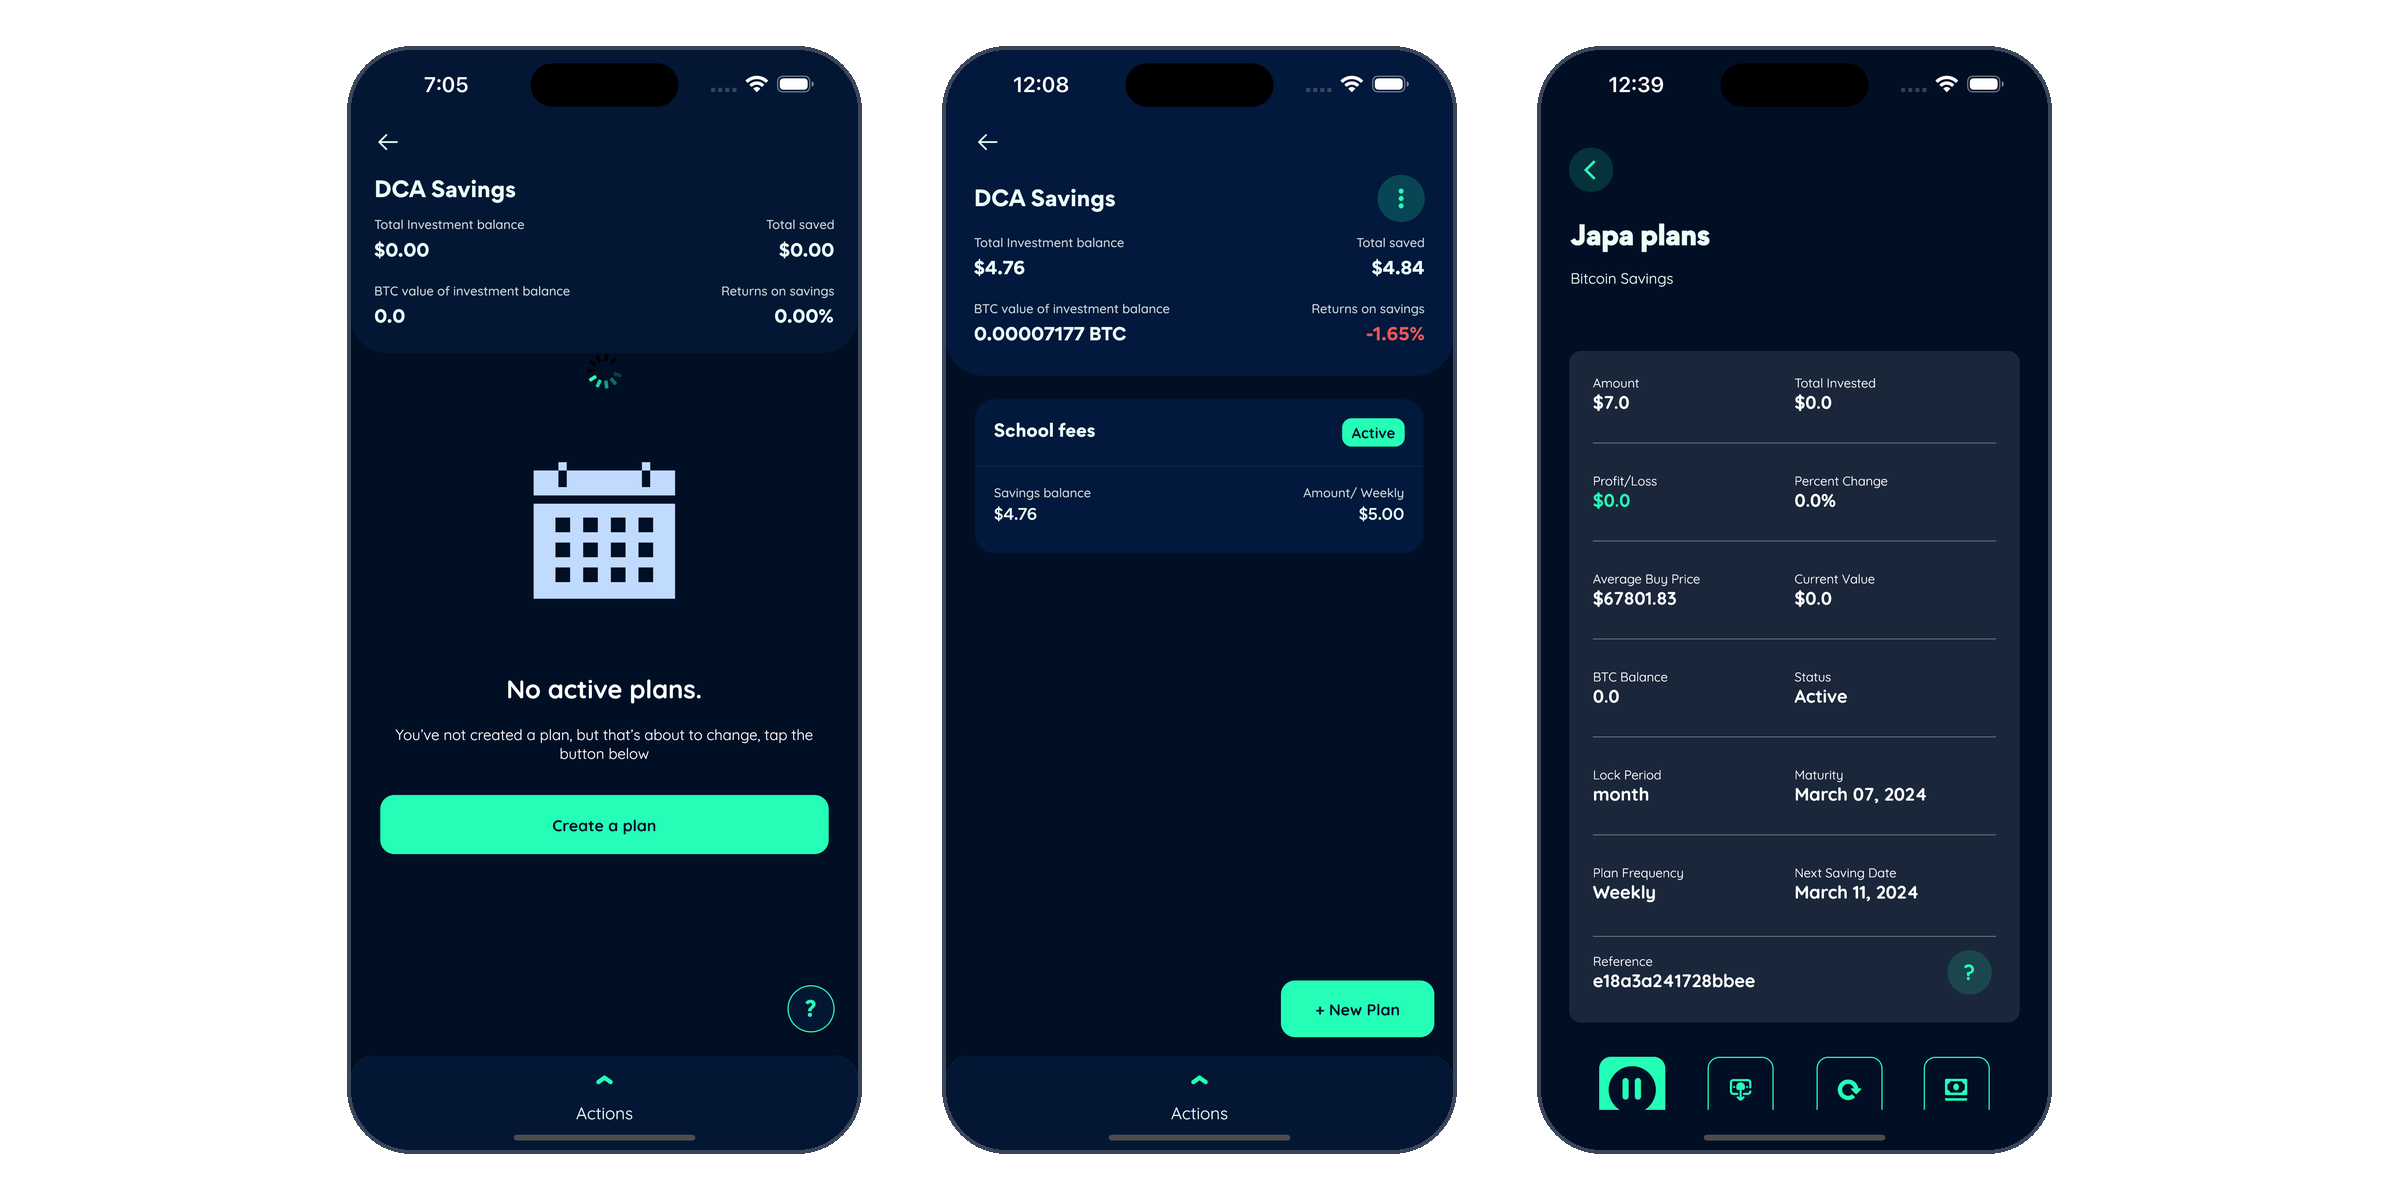 7:05
DCA Savings
Total Investment balance Total saved
$0.00 $0.00
BTC value of investment balance Returns on savings
0.0 0.00%
No active plans.
You've not created a plan, but that's about to change, tap the
button below
Create a plan
?
Actions
12:08
DCA Savings
Total Investment balance Total saved
$4.76 $4.84
BTC value of investment balance Returns on savings
0.00007177 BTC -1.65%
School fees Active
Savings balance Amount/ Weekly
$4.76 $5.00
+ New Plan
Actions
12:39
Japa plans
Bitcoin Savings
Amount Total Invested
$7.0 $0.0
Profit/Loss Percent Change
$0.0 0.0%
Average Buy Price Current Value
$67801.83 $0.0
BTC Balance Status
0.0 Active
Lock Period Maturity
month March 07, 2024
Plan Frequency Next Saving Date
Weekly March 11, 2024
Reference
e18a3a241728bbee ?